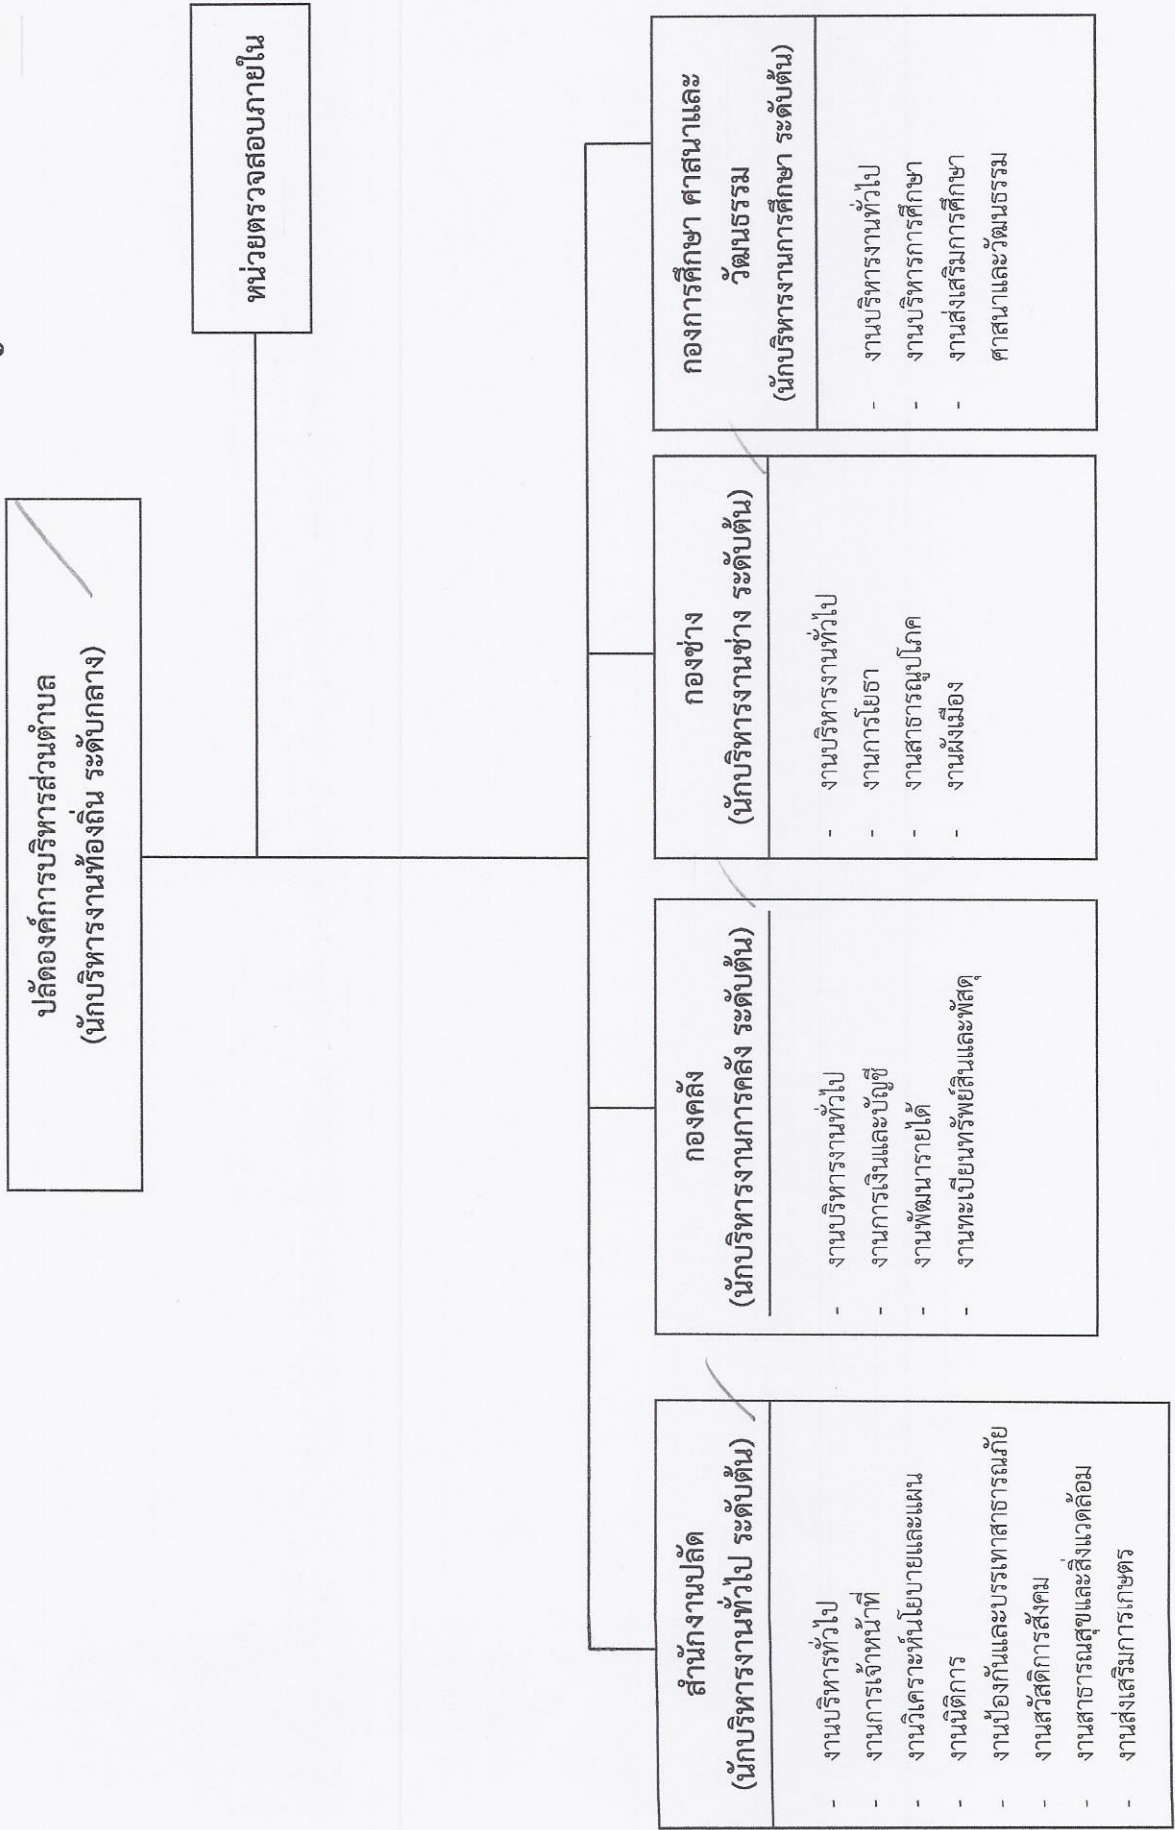 ปลัดองค์การบริหารส่วนตำบล
(นักบริหารงานท้องถิ่น ระดับกลาง)
หน่วยตรวจสอบภายใน
สำนักงานปลัด
(นักบริหารงานทั่วไป ระดับต้น)
- งานบริหารทั่วไป
- งานการเจ้าหน้าที่
- งานวิเคราะห์นโยบายและแผน
- งานนิติการ
- งานป้องกันและบรรเทาสาธารณภัย
- งานสวัสดิการสังคม
- งานสาธารณสุขและสิ่งแวดล้อม
- งานส่งเสริมการเกษตร
กองคลัง
(นักบริหารงานการคลัง ระดับต้น)
- งานบริหารงานทั่วไป
- งานการเงินและบัญชี
- งานพัฒนารายได้
- งานทะเบียนทรัพย์สินและพัสดุ
กองช่าง
(นักบริหารงานช่าง ระดับต้น)
- งานบริหารงานทั่วไป
- งานการโยธา
- งานสาธารณูปโภค
- งานผังเมือง
กองการศึกษา ศาสนาและ
วัฒนธรรม
(นักบริหารงานการศึกษา ระดับต้น)
- งานบริหารงานทั่วไป
- งานบริหารการศึกษา
- งานส่งเสริมการศึกษา
ศาสนาและวัฒนธรรม